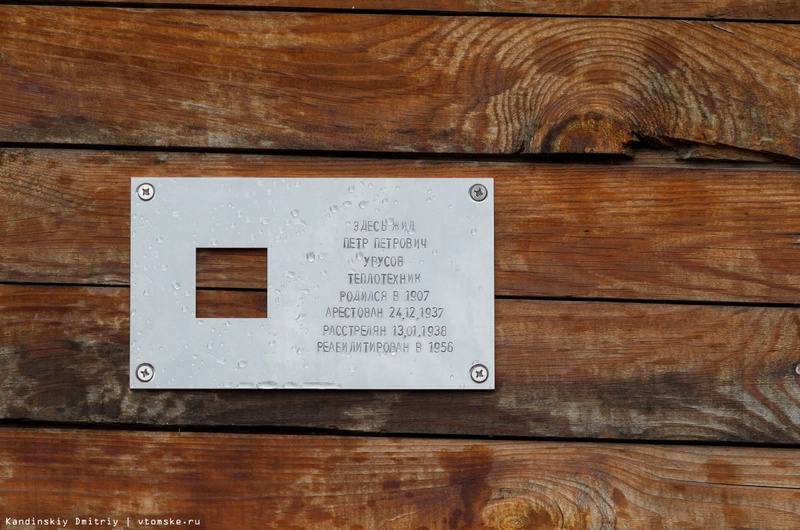 ЗДЕСЬ ЖИЛ
ПЕТР ПЕТРОВИЧ
УРУСОВ
ТЕПЛОТЕХНИК
РОДИЛСЯ В 1907
АРЕСТОВАН 24,12,1937
РАССТРЕЛЯН 13,01,1938
РЕАБИЛИТИРОВАН В 1956
Kandinskiy Dmitriy | vtomske.ru